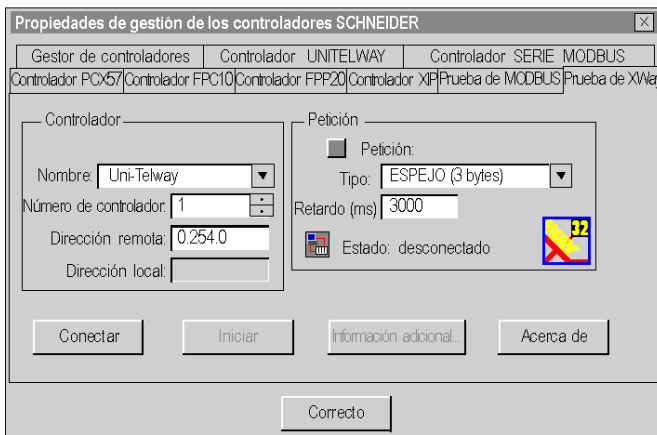 Propiedades de gestión de los controladores SCHNEIDER
Gestor de controladores Controlador UNITELWAY Controlador SERIE MODBUS
Controlador PCX57 Controlador FPC10 Controlador FPP20 Controlador XIP Prueba de MODBUS Prueba de XWay
Controlador Petición
Petición:
Nombre: Uni-Telway Tipo: ESPEJO (3 bytes)
Número de controlador: 1 Retardo (ms) 3000
Dirección remota: 0.254.0 Estado: desconectado 32
Dirección local:
Conectar Iniciar Información adicional... Acerca de
Correcto